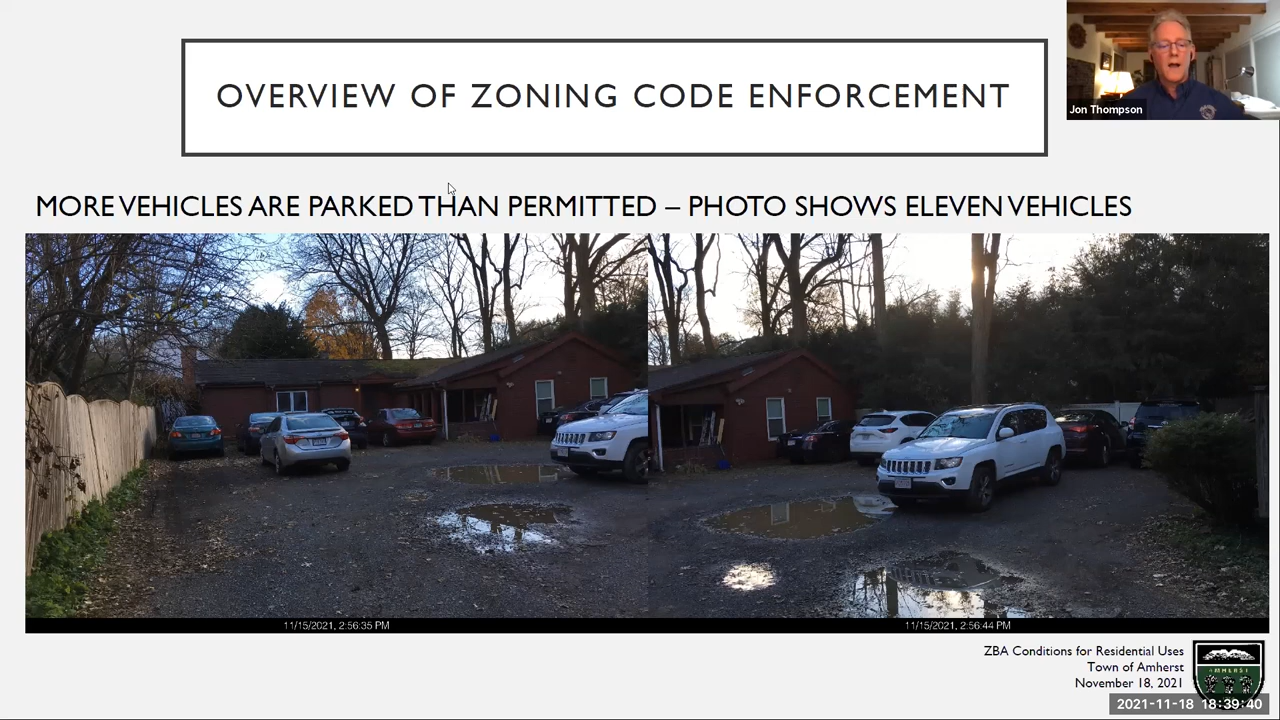 OVERVIEW OF ZONING CODE ENFORCEMENT
Jon Thompson
MORE VEHICLES ARE PARKED THAN PERMITTED – PHOTO SHOWS ELEVEN VEHICLES
11/15/2021, 2:56:35 PM
11/15/2021, 2:56:44 PM
ZBA Conditions for Residential Uses
Town of Amherst
November 18, 2021
AMHERST
2021-11-18 18:39:40